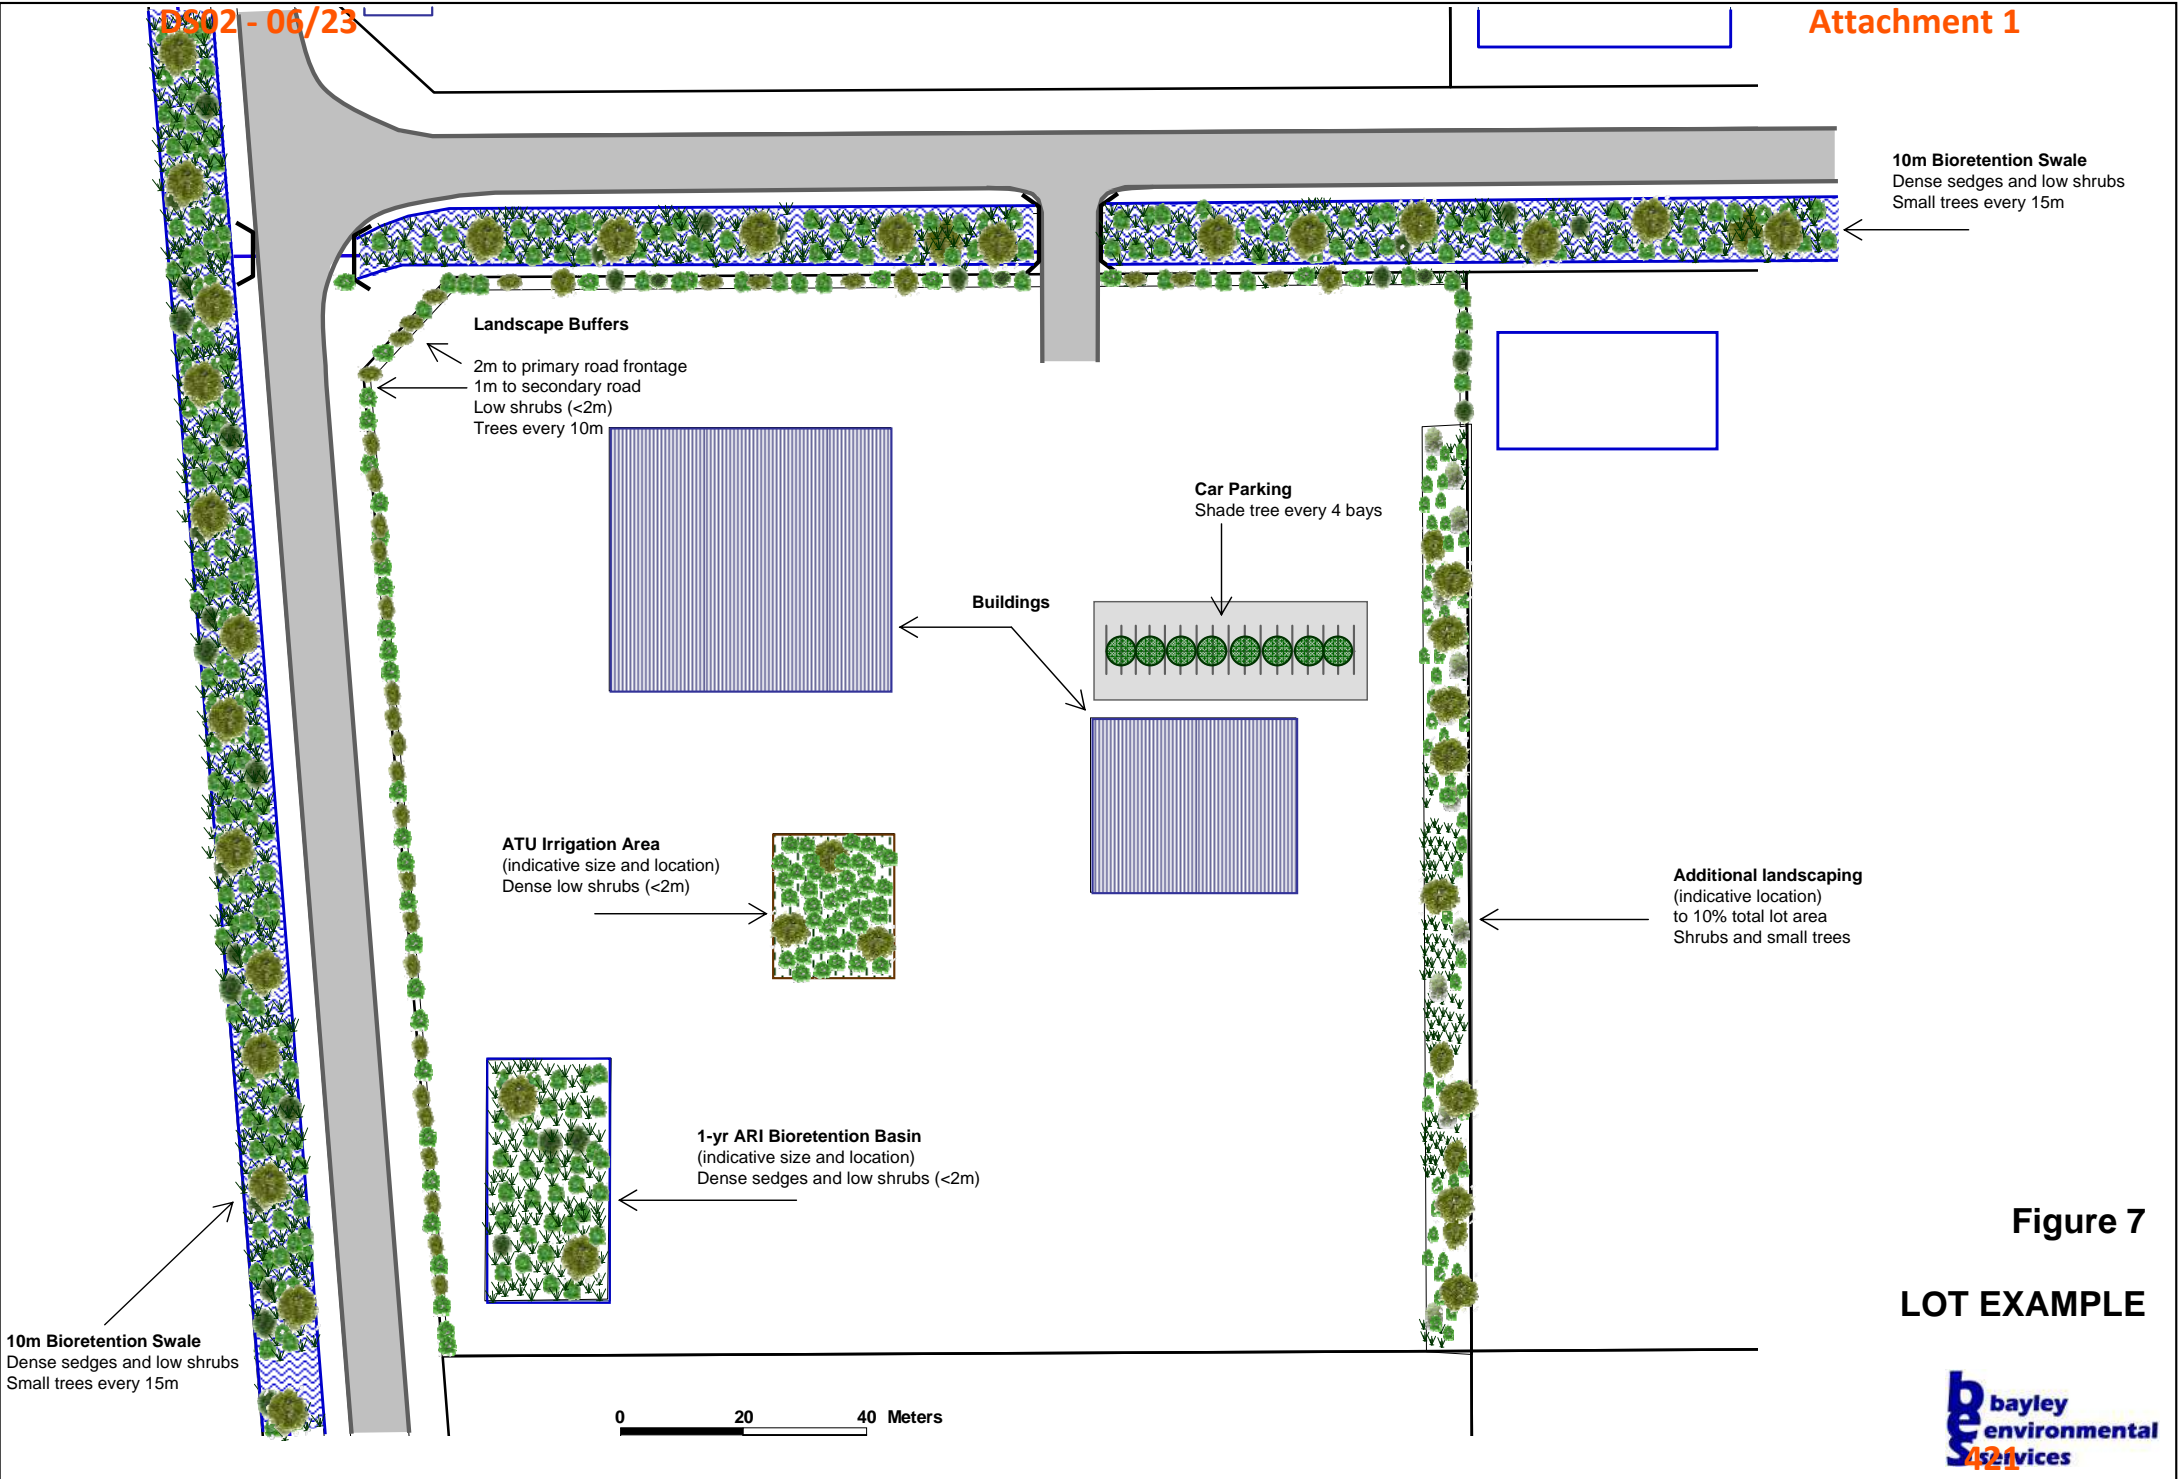 DS02 - 06/23
Attachment 1
10m Bioretention Swale
Dense sedges and low shrubs
Small trees every 15m
Landscape Buffers
2m to primary road frontage
1m to secondary road
Low shrubs (<2m)
Trees every 10m
Car Parking
Shade tree every 4 bays
Buildings
ATU Irrigation Area
(indicative size and location)
Dense low shrubs (<2m)
Additional landscaping
(indicative location)
to 10% total lot area
Shrubs and small trees
1-yr ARI Bioretention Basin
(indicative size and location)
Dense sedges and low shrubs (<2m)
Figure 7
LOT EXAMPLE
10m Bioretention Swale
Dense sedges and low shrubs
Small trees every 15m
0 20 40 Meters
bes
bayley
environmental
services
421